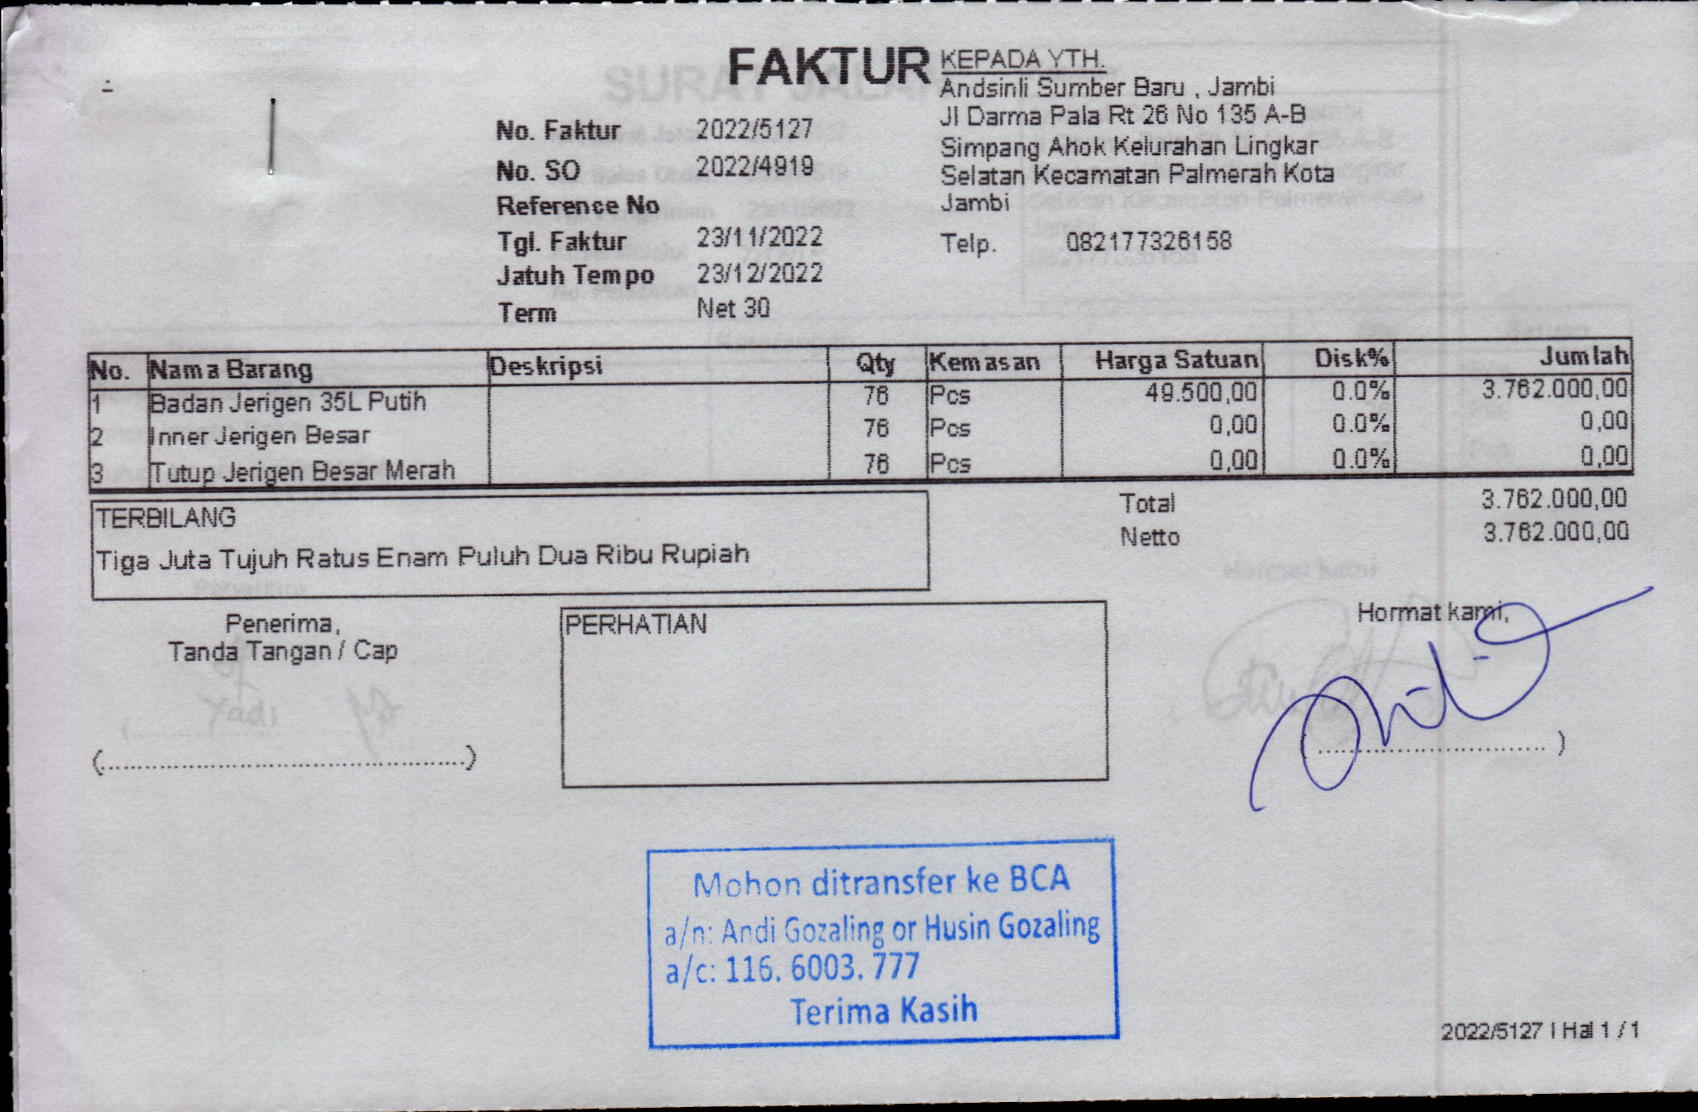 FAKTUR
No. Faktur 2022/5127
No. SO 2022/4919
Reference No
Tgl. Faktur 23/11/2022
Jatuh Tempo 23/12/2022
Term Net 30
KEPADA YTH.
Andsinli Sumber Baru , Jambi
Jl Darma Pala Rt 26 No 135 A-B
Simpang Ahok Kelurahan Lingkar
Selatan Kecamatan Palmerah Kota
Jambi
Telp. 082177326158
No. Nama Barang Deskripsi Qty Kemasan Harga Satuan Disk% Jumlah
1 Badan Jerigen 35L Putih 76 Pcs 49.500,00 0.0% 3.762.000,00
2 Inner Jerigen Besar 76 Pcs 0,00 0.0% 0,00
3 Tutup Jerigen Besar Merah 76 Pcs 0,00 0.0% 0,00
Total 3.762.000,00
Netto 3.762.000,00
TERBILANG
Tiga Juta Tujuh Ratus Enam Puluh Dua Ribu Rupiah
Penerima,
Tanda Tangan / Cap
(..............................................)
PERHATIAN
Hormat kami,
Mohon ditransfer ke BCA
a/n: Andi Gozaling or Husin Gozaling
a/c: 116. 6003. 777
Terima Kasih
2022/5127 | Hal 1 / 1